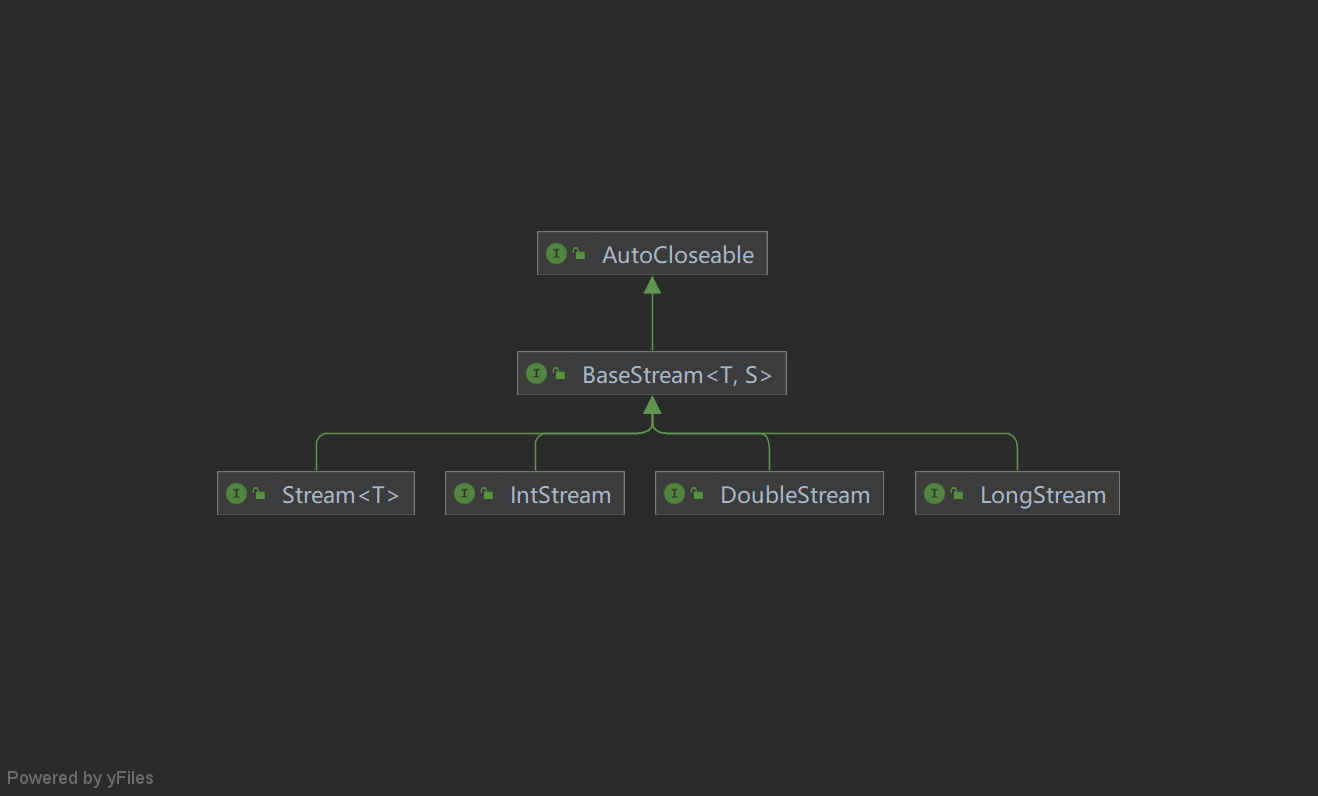 AutoCloseable
BaseStream<T, S>
Stream<T>
IntStream
DoubleStream
LongStream
Powered by yFiles